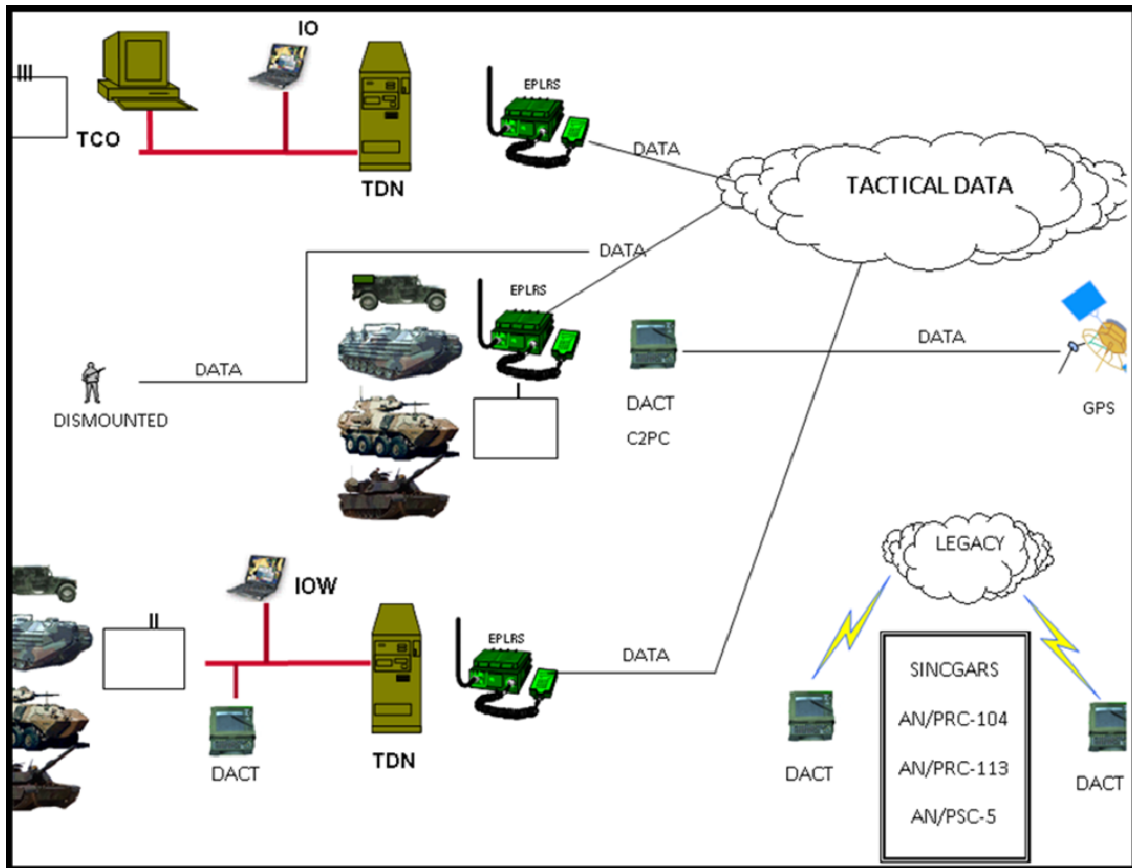 IO
III
TCO
TDN
EPLRS
DATA
TACTICAL DATA
DATA
EPLRS
DATA
DATA
DISMOUNTED
I
DACT
C2PC
GPS
IOW
II
DACT
TDN
EPLRS
DATA
LEGACY
DACT
SINCGARS
AN/PRC-104
AN/PRC-113
AN/PSC-5
DACT